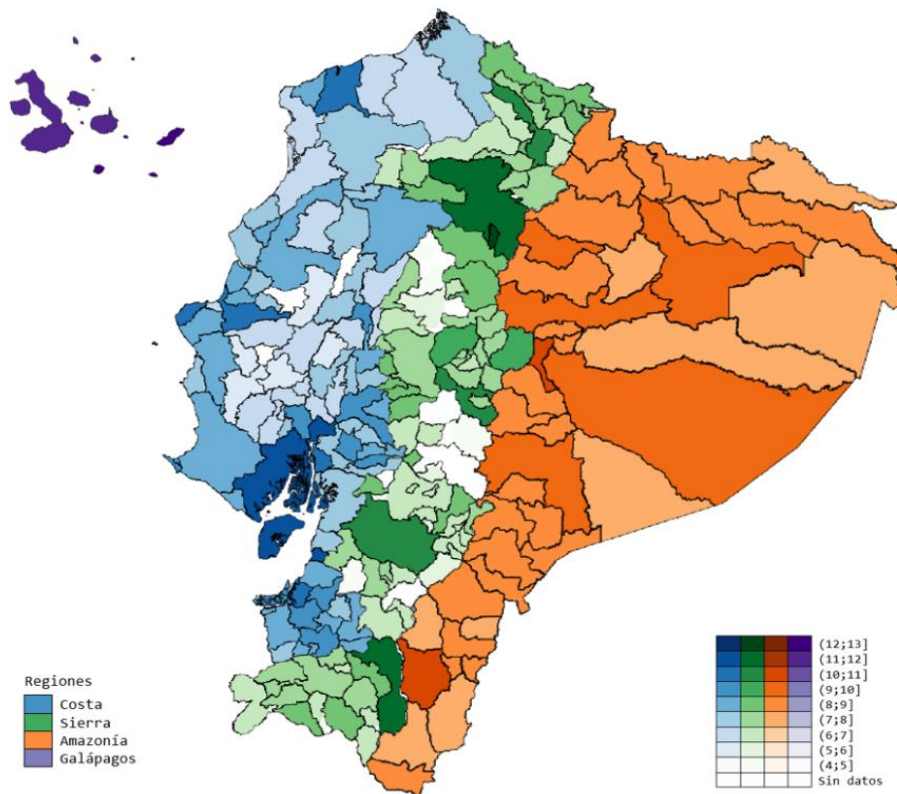 Regiones
Costa
Sierra
Amazonía
Galápagos
(12;13]
(11;12]
(10;11]
(9;10]
(8;9]
(7;8]
(6;7]
(5;6]
(4;5]
Sin datos